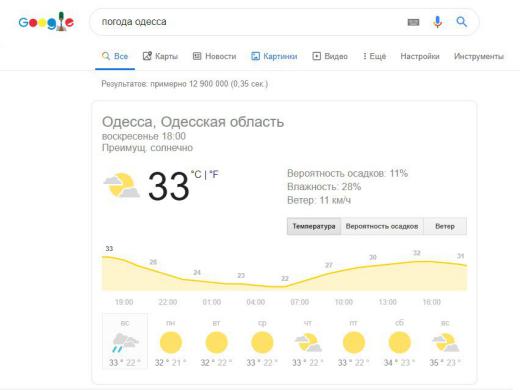 Google
погода одесса
Все Карты Новости Картинки Видео Ещё Настройки Инструменты
Результатов: примерно 12 900 000 (0,35 сек.)
Одесса, Одесская область
воскресенье 18:00
Преимущ. солнечно
33 °C | °F
Вероятность осадков: 11%
Влажность: 28%
Ветер: 11 км/ч
Температура Вероятность осадков Ветер
33 26 24 23 22 27 30 32 31
19:00 22:00 01:00 04:00 07:00 10:00 13:00 16:00
вс пн вт ср чт пт сб вс
33 ° 22 ° 32 ° 21 ° 32 ° 22 ° 33 ° 22 ° 33 ° 22 ° 33 ° 22 ° 34 ° 23 ° 35 ° 23 °